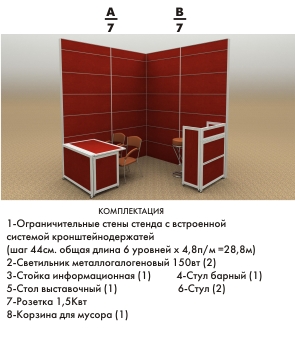 А В
7 7
КОМПЛЕКТАЦИЯ
1-Ограничительные стены стенда с встроенной
системой кронштейнодержатей
(шаг 44см. общая длина 6 уровней х 4,8п/м =28,8м)
2-Светильник металлогалогеновый 150вт (2)
3-Стойка информационная (1) 4-Стул барный (1)
5-Стол выставочный (1) 6-Стул (2)
7-Розетка 1,5Квт
8-Корзина для мусора (1)